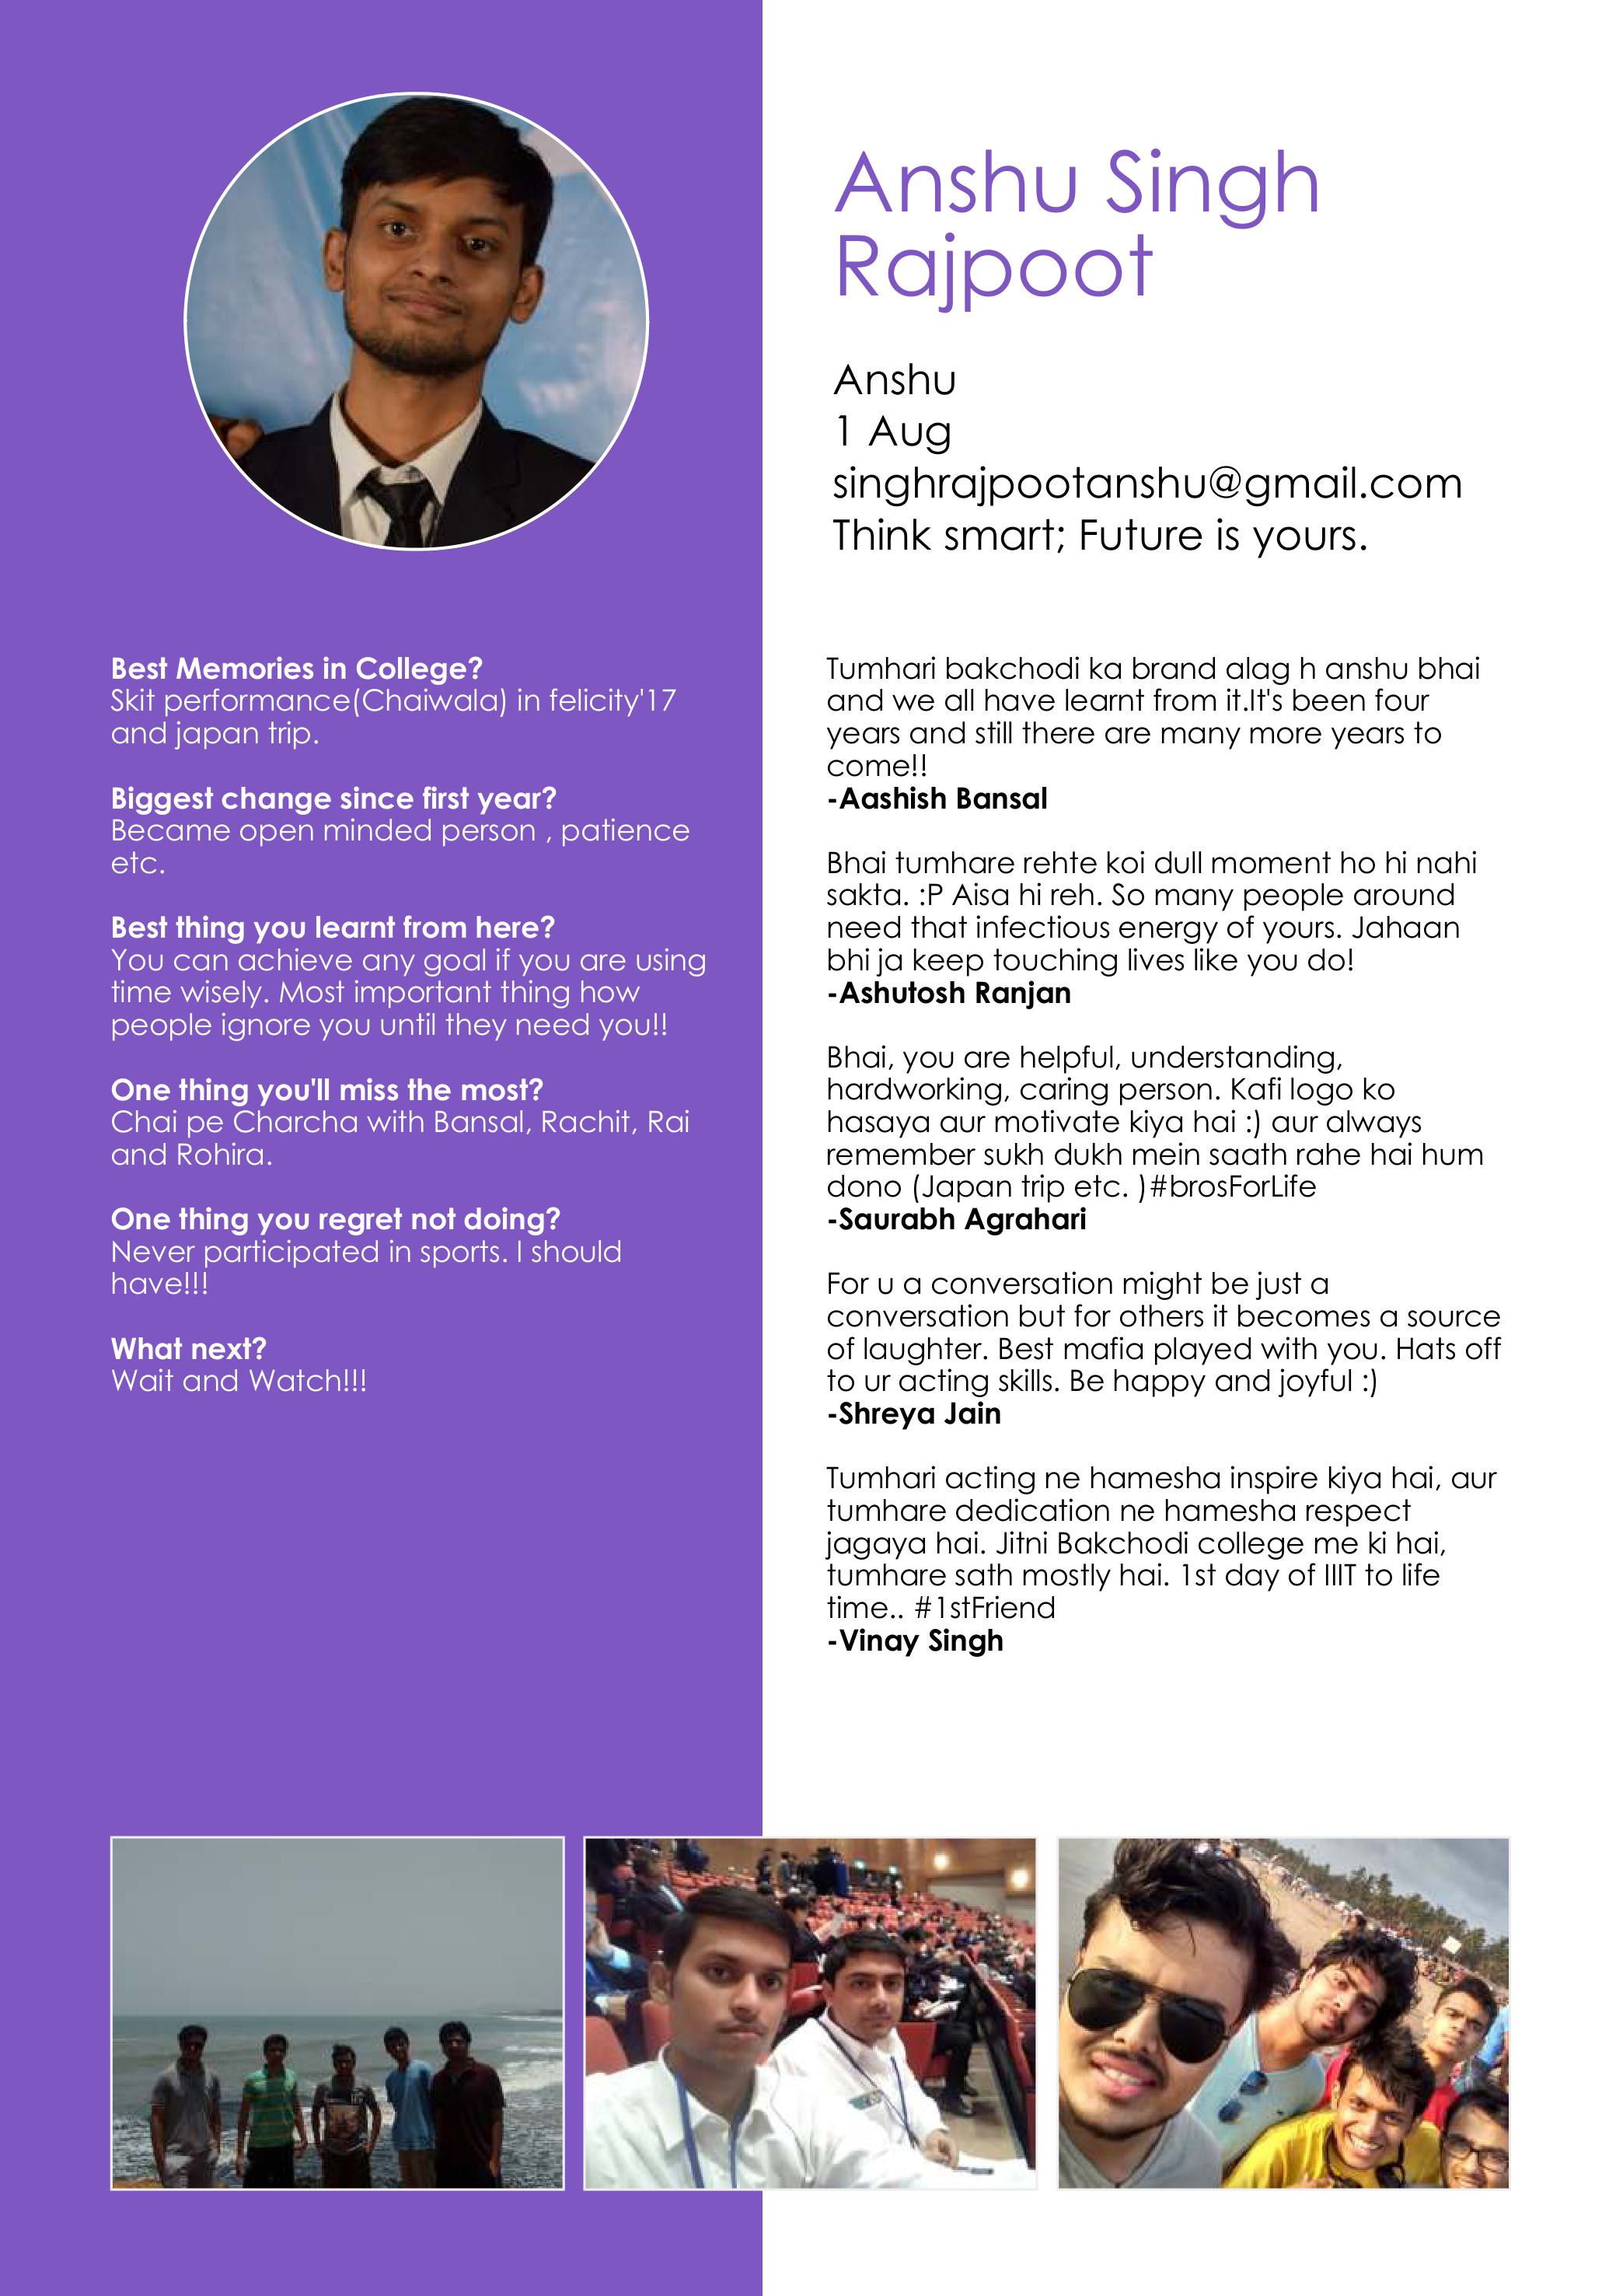 Anshu Singh
Rajpoot
Anshu
1 Aug
singhrajpootanshu@gmail.com
Think smart; Future is yours.
Best Memories in College?
Skit performance(Chaiwala) in felicity'17
and japan trip.
Biggest change since first year?
Became open minded person , patience
etc.
Best thing you learnt from here?
You can achieve any goal if you are using
time wisely. Most important thing how
people ignore you until they need you!!
One thing you'll miss the most?
Chai pe Charcha with Bansal, Rachit, Rai
and Rohira.
One thing you regret not doing?
Never participated in sports. I should
have!!!
What next?
Wait and Watch!!!
Tumhari bakchodi ka brand alag h anshu bhai
and we all have learnt from it.It's been four
years and still there are many more years to
come!!
-Aashish Bansal
Bhai tumhare rehte koi dull moment ho hi nahi
sakta. :P Aisa hi reh. So many people around
need that infectious energy of yours. Jahaan
bhi ja keep touching lives like you do!
-Ashutosh Ranjan
Bhai, you are helpful, understanding,
hardworking, caring person. Kafi logo ko
hasaya aur motivate kiya hai :) aur always
remember sukh dukh mein saath rahe hai hum
dono (Japan trip etc. )#brosForLife
-Saurabh Agrahari
For u a conversation might be just a
conversation but for others it becomes a source
of laughter. Best mafia played with you. Hats off
to ur acting skills. Be happy and joyful :)
-Shreya Jain
Tumhari acting ne hamesha inspire kiya hai, aur
tumhare dedication ne hamesha respect
jagaya hai. Jitni Bakchodi college me ki hai,
tumhare sath mostly hai. 1st day of IIIT to life
time.. #1stFriend
-Vinay Singh